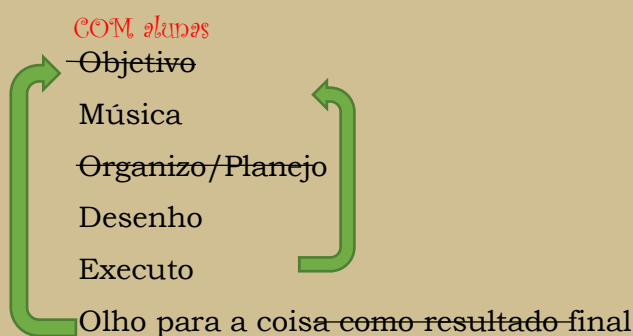 COM alunas
Objetivo
Música
Organizo/Planejo
Desenho
Executo
Olho para a coisa como resultado final